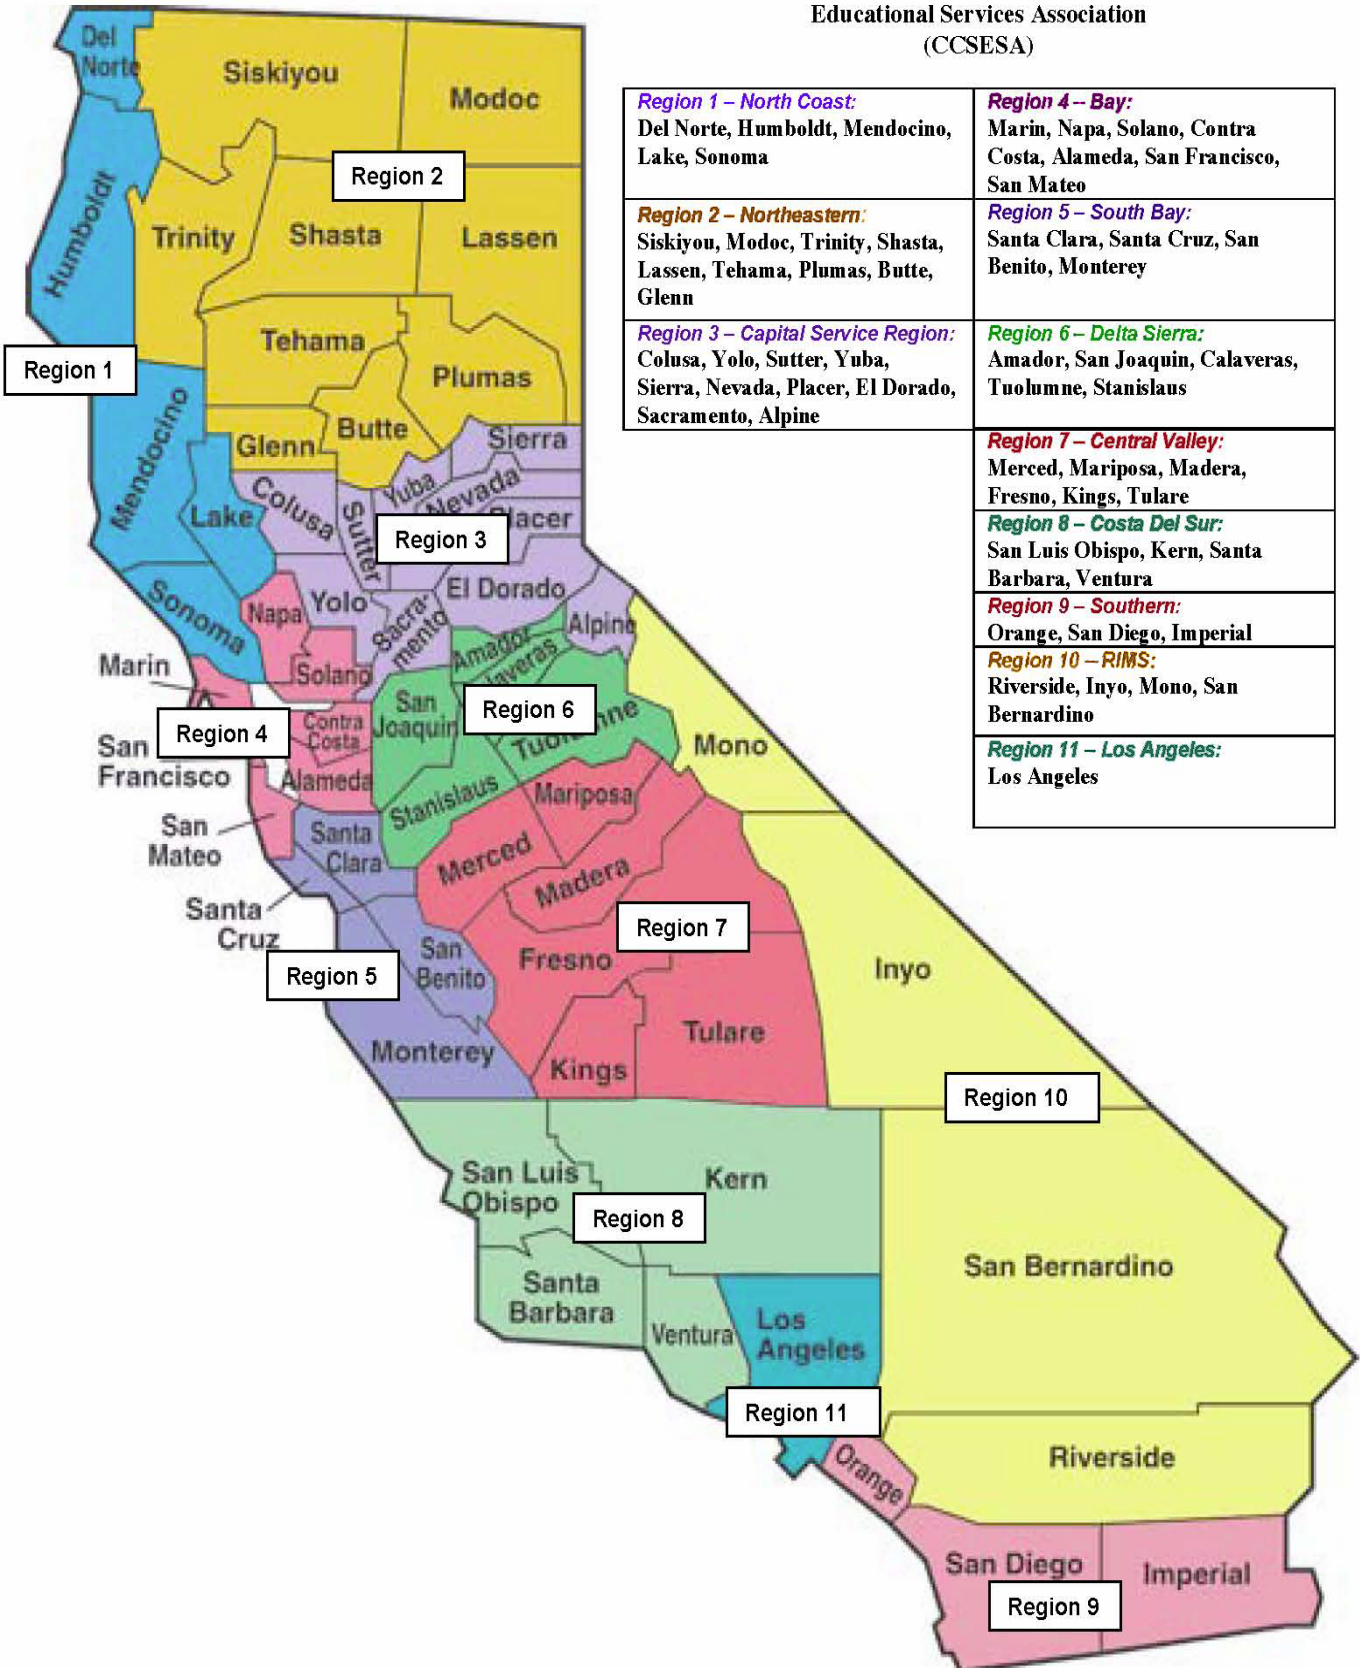 Educational Services Association
(CCSESA)
Region 1 – North Coast:
Del Norte, Humboldt, Mendocino,
Lake, Sonoma
Region 4 – Bay:
Marin, Napa, Solano, Contra
Costa, Alameda, San Francisco,
San Mateo
Region 2 – Northeastern:
Siskiyou, Modoc, Trinity, Shasta,
Lassen, Tehama, Plumas, Butte,
Glenn
Region 5 – South Bay:
Santa Clara, Santa Cruz, San
Benito, Monterey
Region 3 – Capital Service Region:
Colusa, Yolo, Sutter, Yuba,
Sierra, Nevada, Placer, El Dorado,
Sacramento, Alpine
Region 6 – Delta Sierra:
Amador, San Joaquin, Calaveras,
Tuolumne, Stanislaus
Region 7 – Central Valley:
Merced, Mariposa, Madera,
Fresno, Kings, Tulare
Region 8 – Costa Del Sur:
San Luis Obispo, Kern, Santa
Barbara, Ventura
Region 9 – Southern:
Orange, San Diego, Imperial
Region 10 – RIMS:
Riverside, Inyo, Mono, San
Bernardino
Region 11 – Los Angeles:
Los Angeles
Del
Norte
Siskiyou
Modoc
Region 2
Humboldt
Trinity
Shasta
Lassen
Tehama
Region 1
Plumas
Mendocino
Butte
Glenn
Sierra
Yuba
Nevada
Colusa
Lake
Sutter
Placer
Region 3
El Dorado
Sonoma
Napa
Yolo
Sacra-
mento
Alpine
Amador
Marin
Solano
laveras
San
Joaquin
Region 6
Contra
Costa
Region 4
Tuolumne
San
Francisco
Mono
Alameda
Stanislaus
Mariposa
San
Mateo
Santa
Clara
Merced
Madera
Santa
Cruz
Region 7
San
Benito
Fresno
Region 5
Inyo
Monterey
Tulare
Kings
Region 10
San Luis
Obispo
Kern
Region 8
San Bernardino
Santa
Barbara
Ventura
Los
Angeles
Region 11
Orange
Riverside
San Diego
Imperial
Region 9